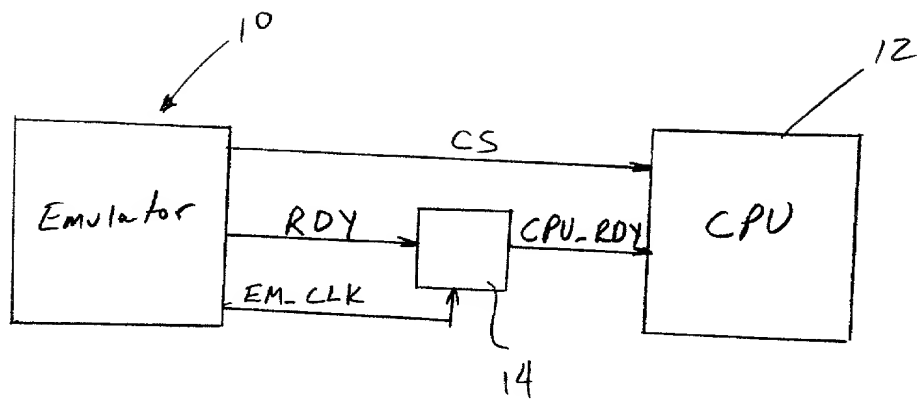 10
12
CS
Emulator
RDY
CPU_RDY
CPU
EM_CLK
14